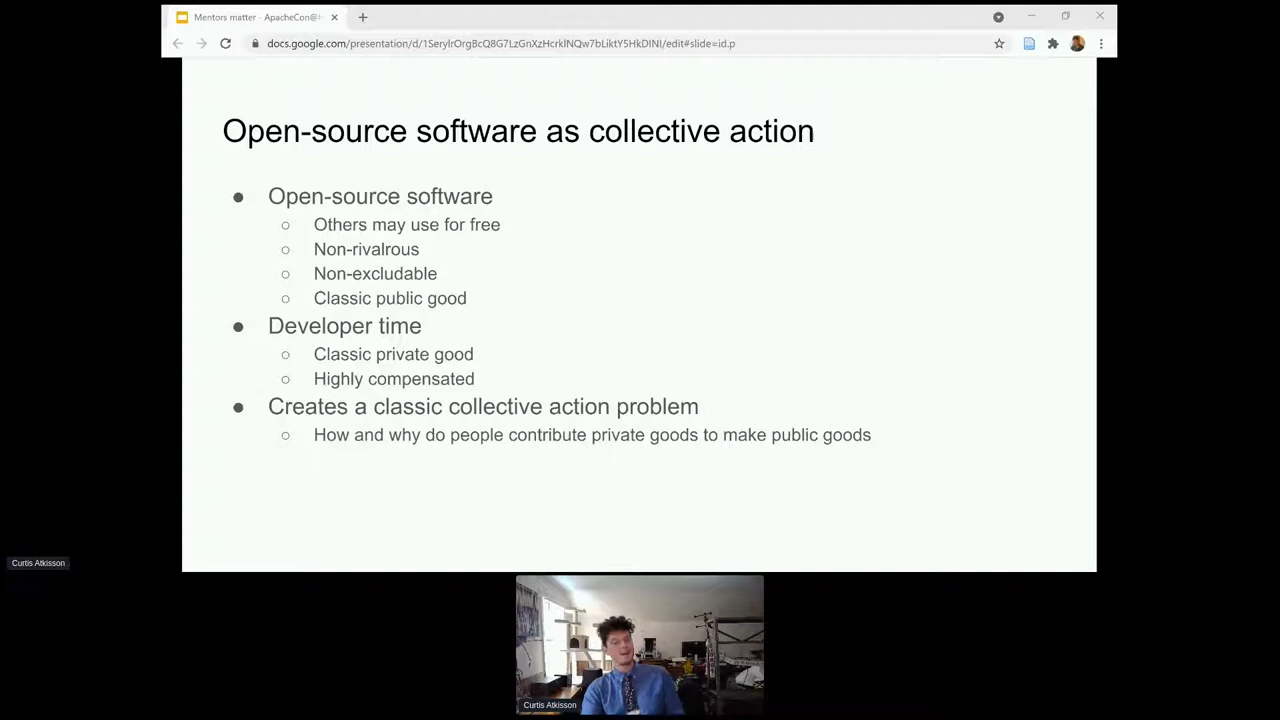 Mentors matter - ApacheCon@h
docs.google.com/presentation/d/1SerylrOrgBcQ8G7LzGnXzHcrklNQw7bLiktY5HkDINI/edit#slide=id.p
Open-source software as collective action
● Open-source software
○ Others may use for free
○ Non-rivalrous
○ Non-excludable
○ Classic public good
● Developer time
○ Classic private good
○ Highly compensated
● Creates a classic collective action problem
○ How and why do people contribute private goods to make public goods
Curtis Atkisson
Curtis Atkisson